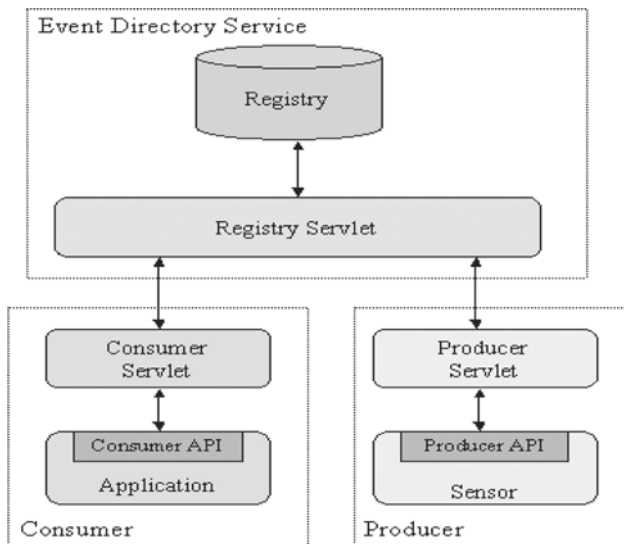 Event Directory Service
Registry
Registry Servlet
Consumer
Servlet
Producer
Servlet
Consumer API
Application
Producer API
Sensor
Consumer
Producer